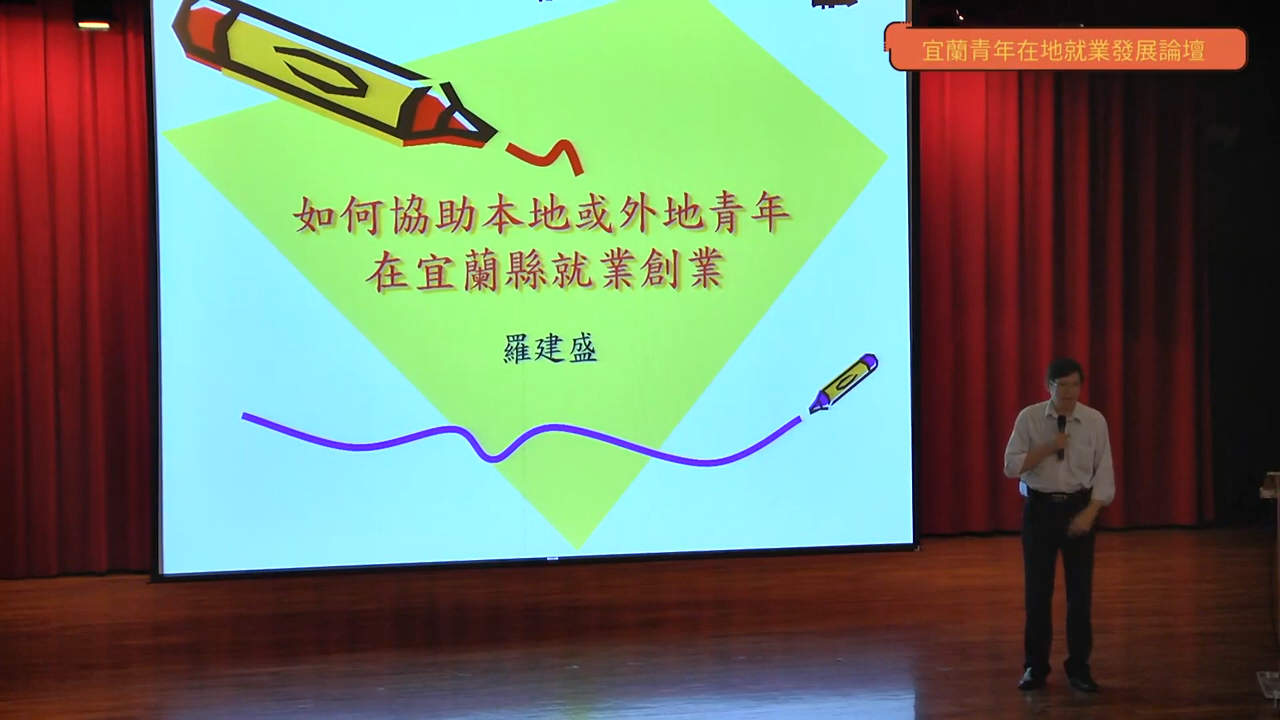 宜蘭青年在地就業發展論壇
如何協助本地或外地青年
在宜蘭縣就業創業
羅建盛